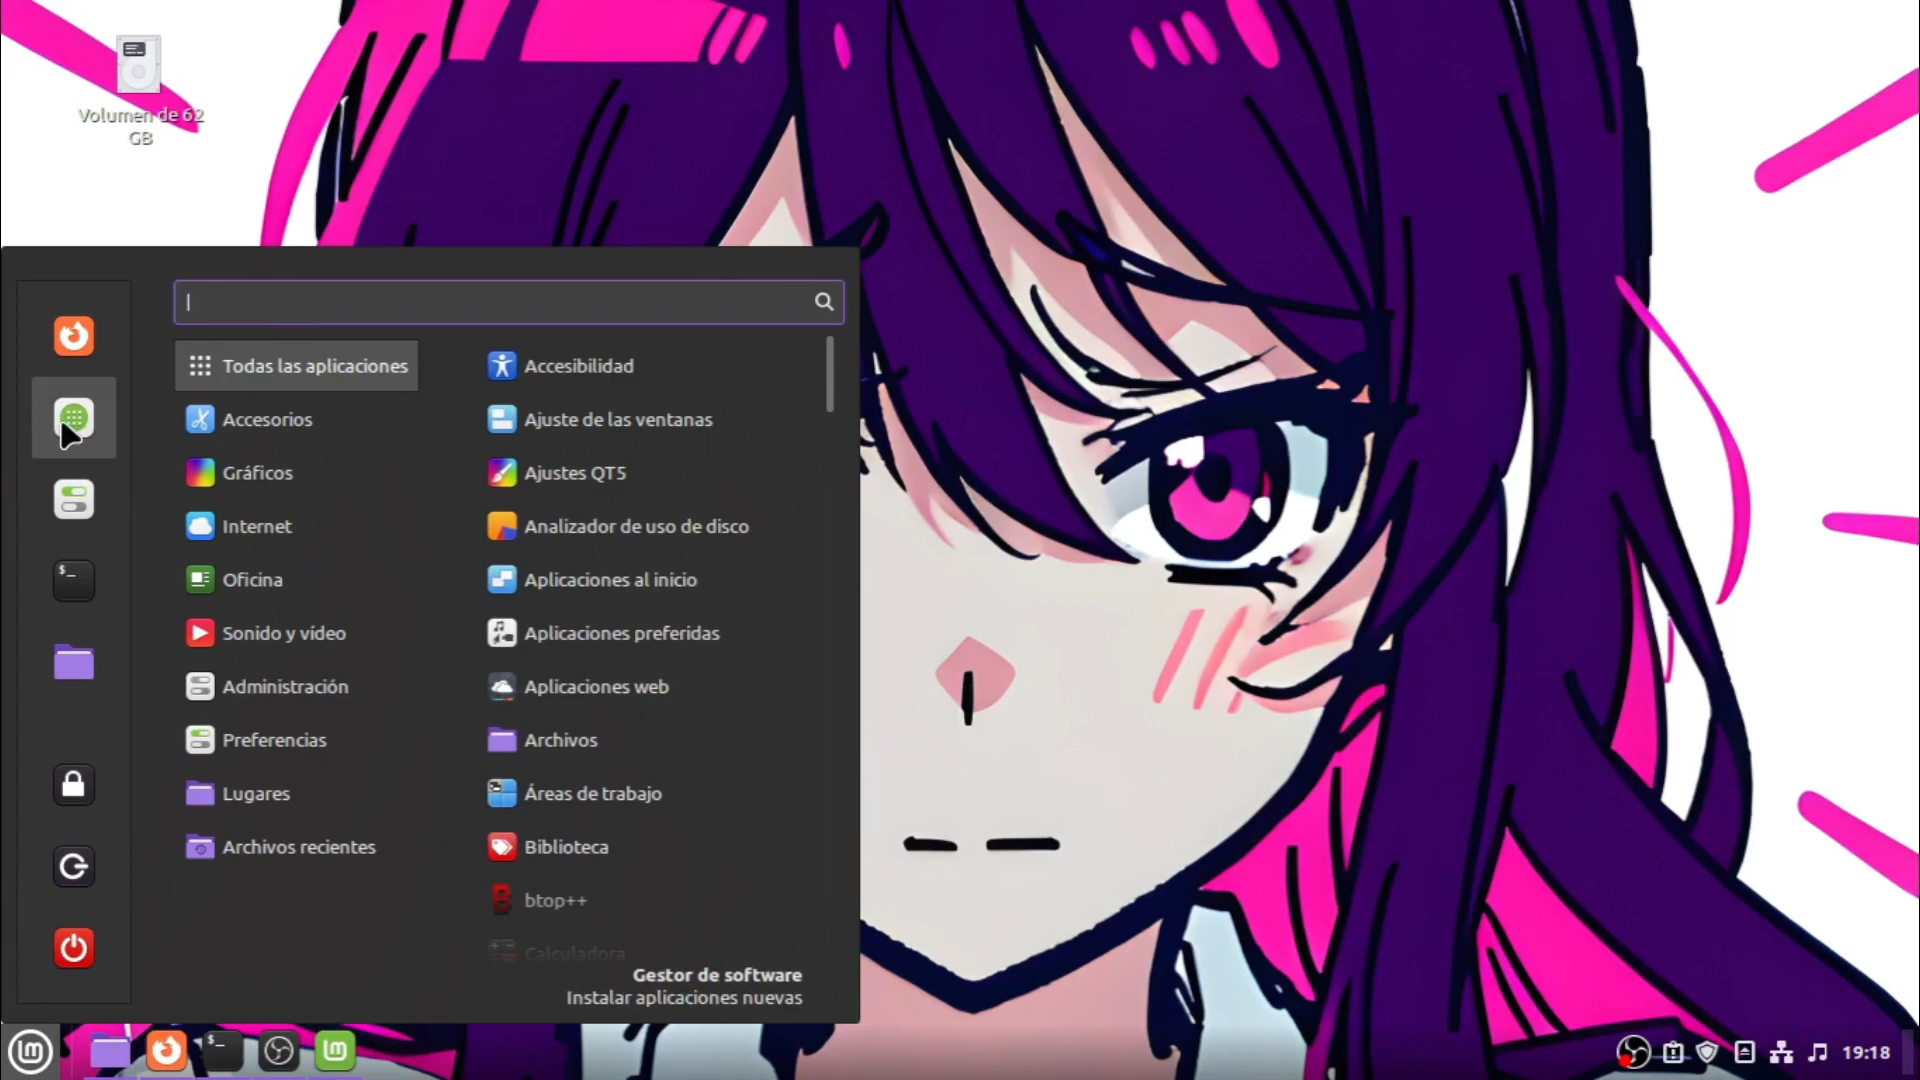 Volumen de 62
GB
Todas las aplicaciones
Accesorios
Gráficos
Internet
Oficina
Sonido y vídeo
Administración
Preferencias
Lugares
Archivos recientes
Accesibilidad
Ajuste de las ventanas
Ajustes QT5
Analizador de uso de disco
Aplicaciones al inicio
Aplicaciones preferidas
Aplicaciones web
Archivos
Áreas de trabajo
Biblioteca
btop++
Calculadora
Gestor de software
Instalar aplicaciones nuevas
19:18